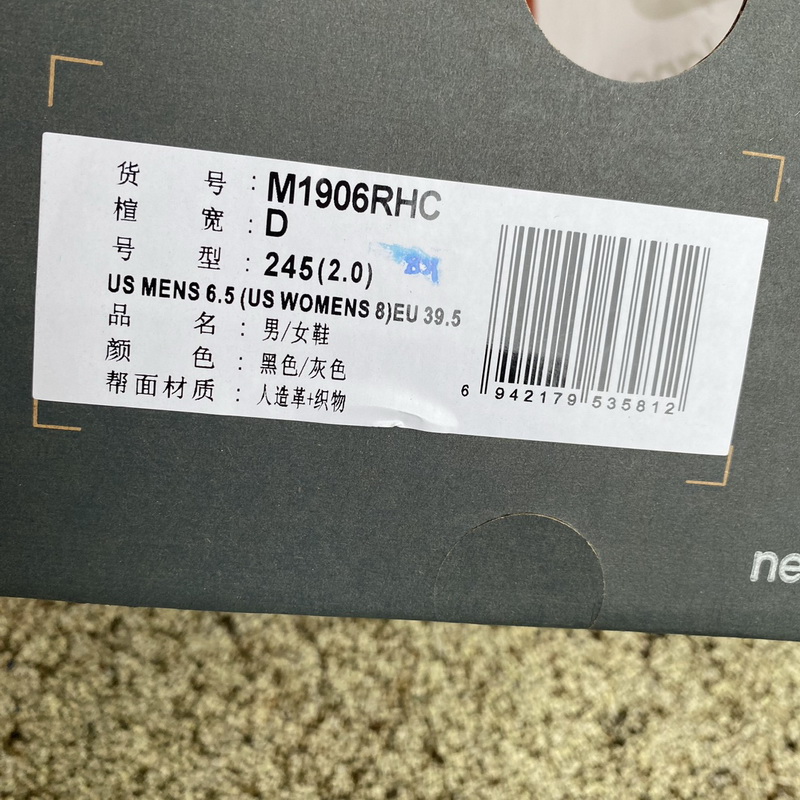 货 号 : M1906RHC
楦 宽 : D
号 型 : 245(2.0)
US MENS 6.5 (US WOMENS 8)EU 39.5
品 名 : 男/女鞋
颜 色 : 黑色/灰色
帮面材质 : 人造革+织物
6 942179 535812
ne